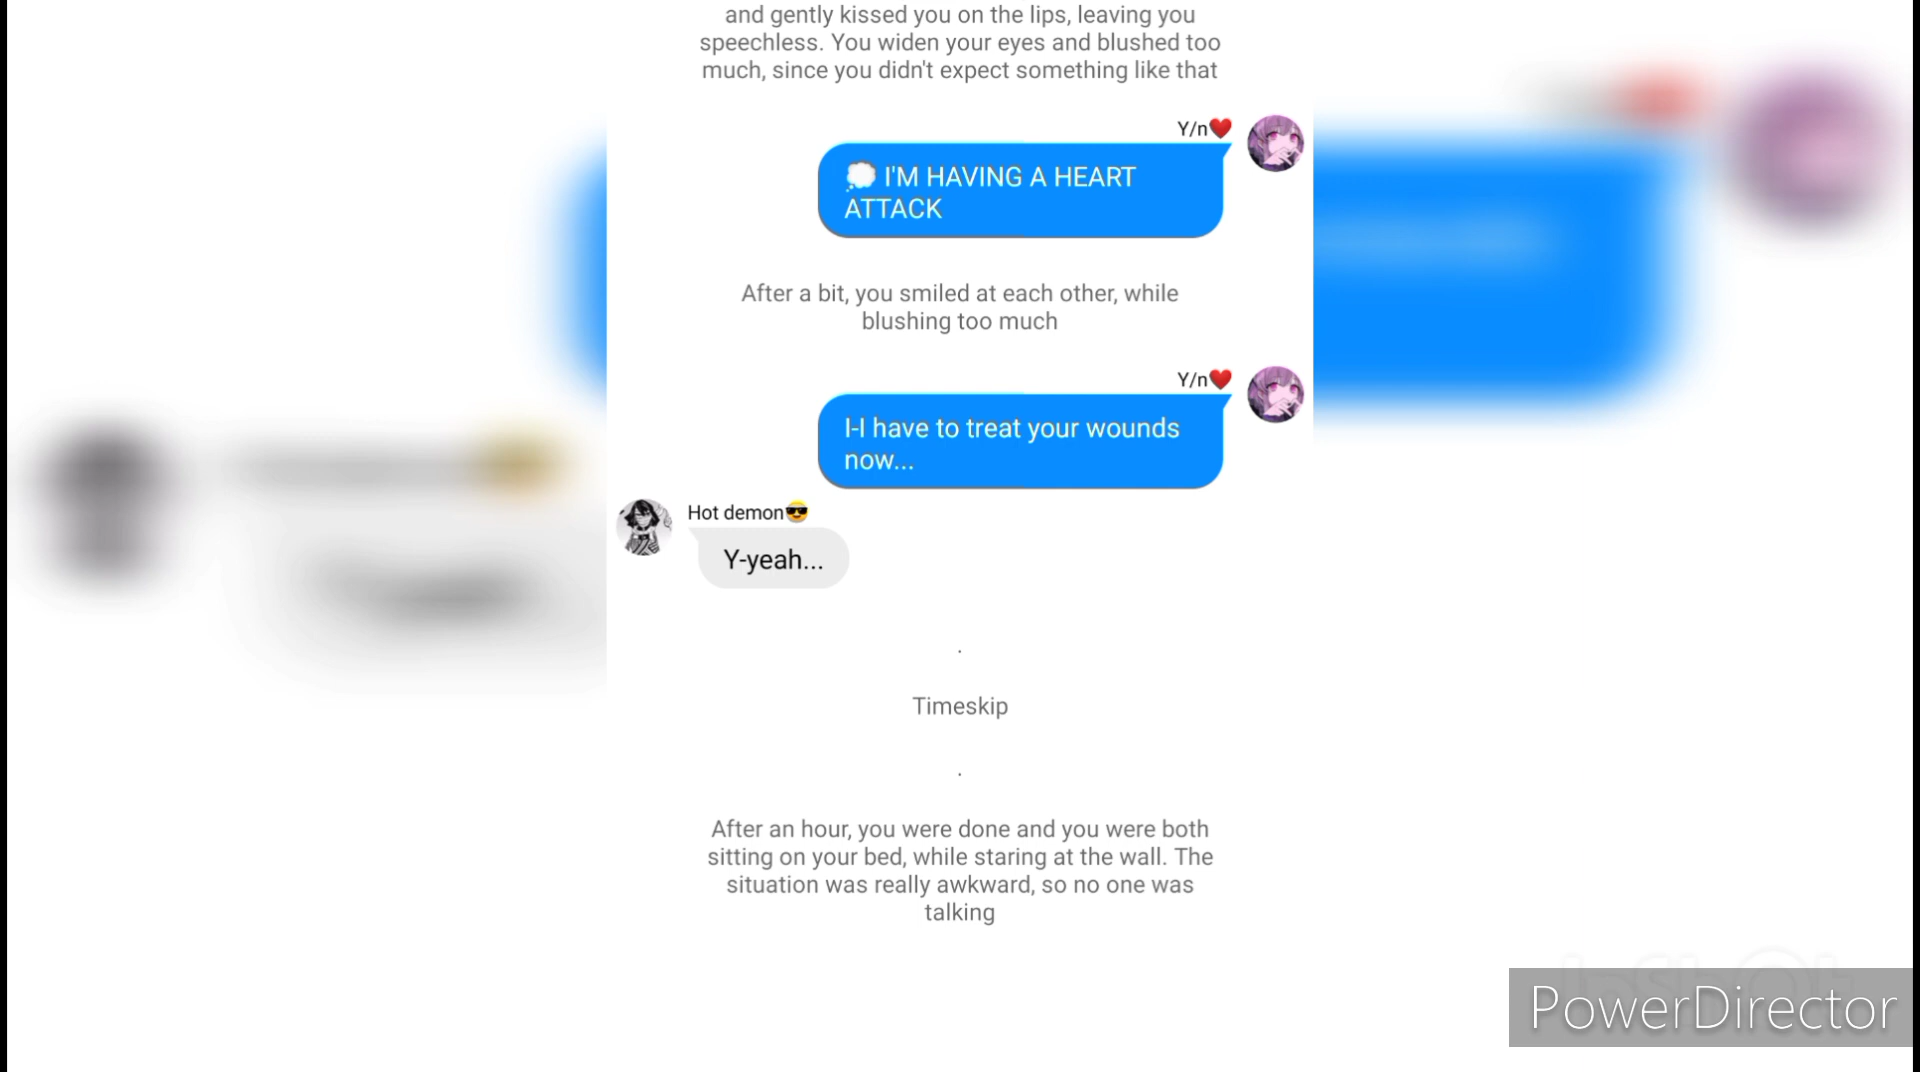 and gently kissed you on the lips, leaving you
speechless. You widen your eyes and blushed too
much, since you didn't expect something like that
Y/n❤️
💭 I'M HAVING A HEART
ATTACK
After a bit, you smiled at each other, while
blushing too much
Y/n❤️
I-I have to treat your wounds
now...
Hot demon😎
Y-yeah...
.
Timeskip
.
After an hour, you were done and you were both
sitting on your bed, while staring at the wall. The
situation was really awkward, so no one was
talking
PowerDirector